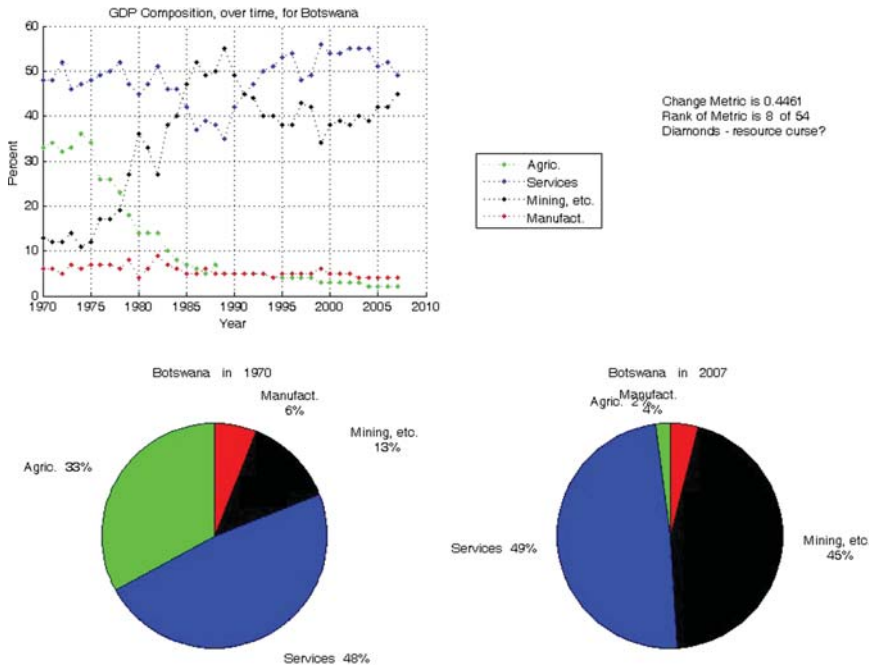 GDP Composition, over time, for Botswana
60
50
40
30
20
10
0
Percent
1970
1975
1980
1985
1990
1995
2000
2005
2010
Year
Agric.
Services
Mining, etc.
Manufact.
Change Metric is 0.4461
Rank of Metric is 8 of 54
Diamonds - resource curse?
Botswana in 1970
Manufact.
6%
Mining, etc.
13%
Agric. 33%
Services 48%
Botswana in 2007
Manufact.
4%
Agric. 2%
Services 49%
Mining, etc.
45%